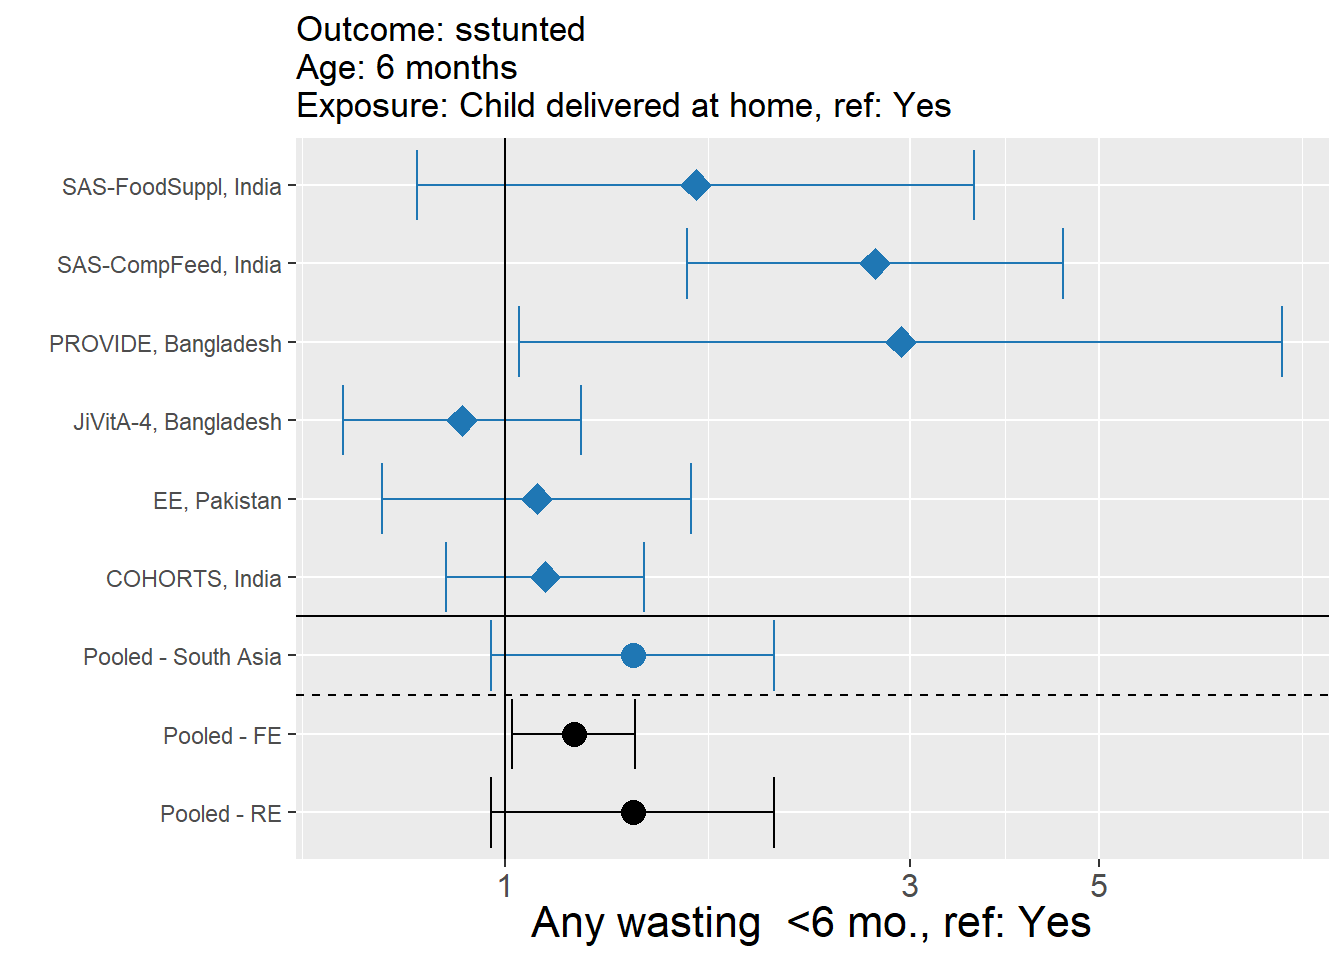 Outcome: sstunted
Age: 6 months
Exposure: Child delivered at home, ref: Yes
SAS-FoodSuppl, India
SAS-CompFeed, India
PROVIDE, Bangladesh
JiVitA-4, Bangladesh
EE, Pakistan
COHORTS, India
Pooled - South Asia
Pooled - FE
Pooled - RE
1 3 5
Any wasting  <6 mo., ref: Yes